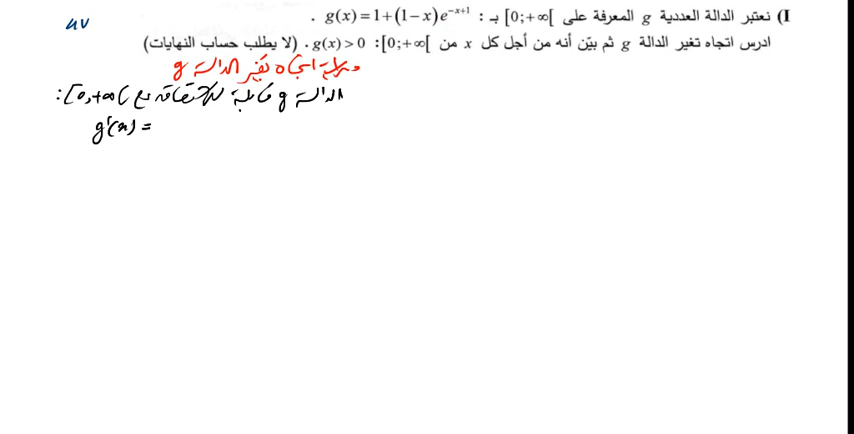 I) نعتبر الدالة العددية g المعرفة على [0;+∞[ بـ : g(x)=1+(1−x)e^{−x+1} .
ادرس اتجاه تغير الدالة g ثم بيّن أنه من أجل كل x من [0;+∞[ : g(x)>0 . (لا يطلب حساب النهايات)
uv
دراسة اتجاه تغير الدالة g
الدالة g قابلة للاشتقاق على [0,+∞[ :
g'(x) =